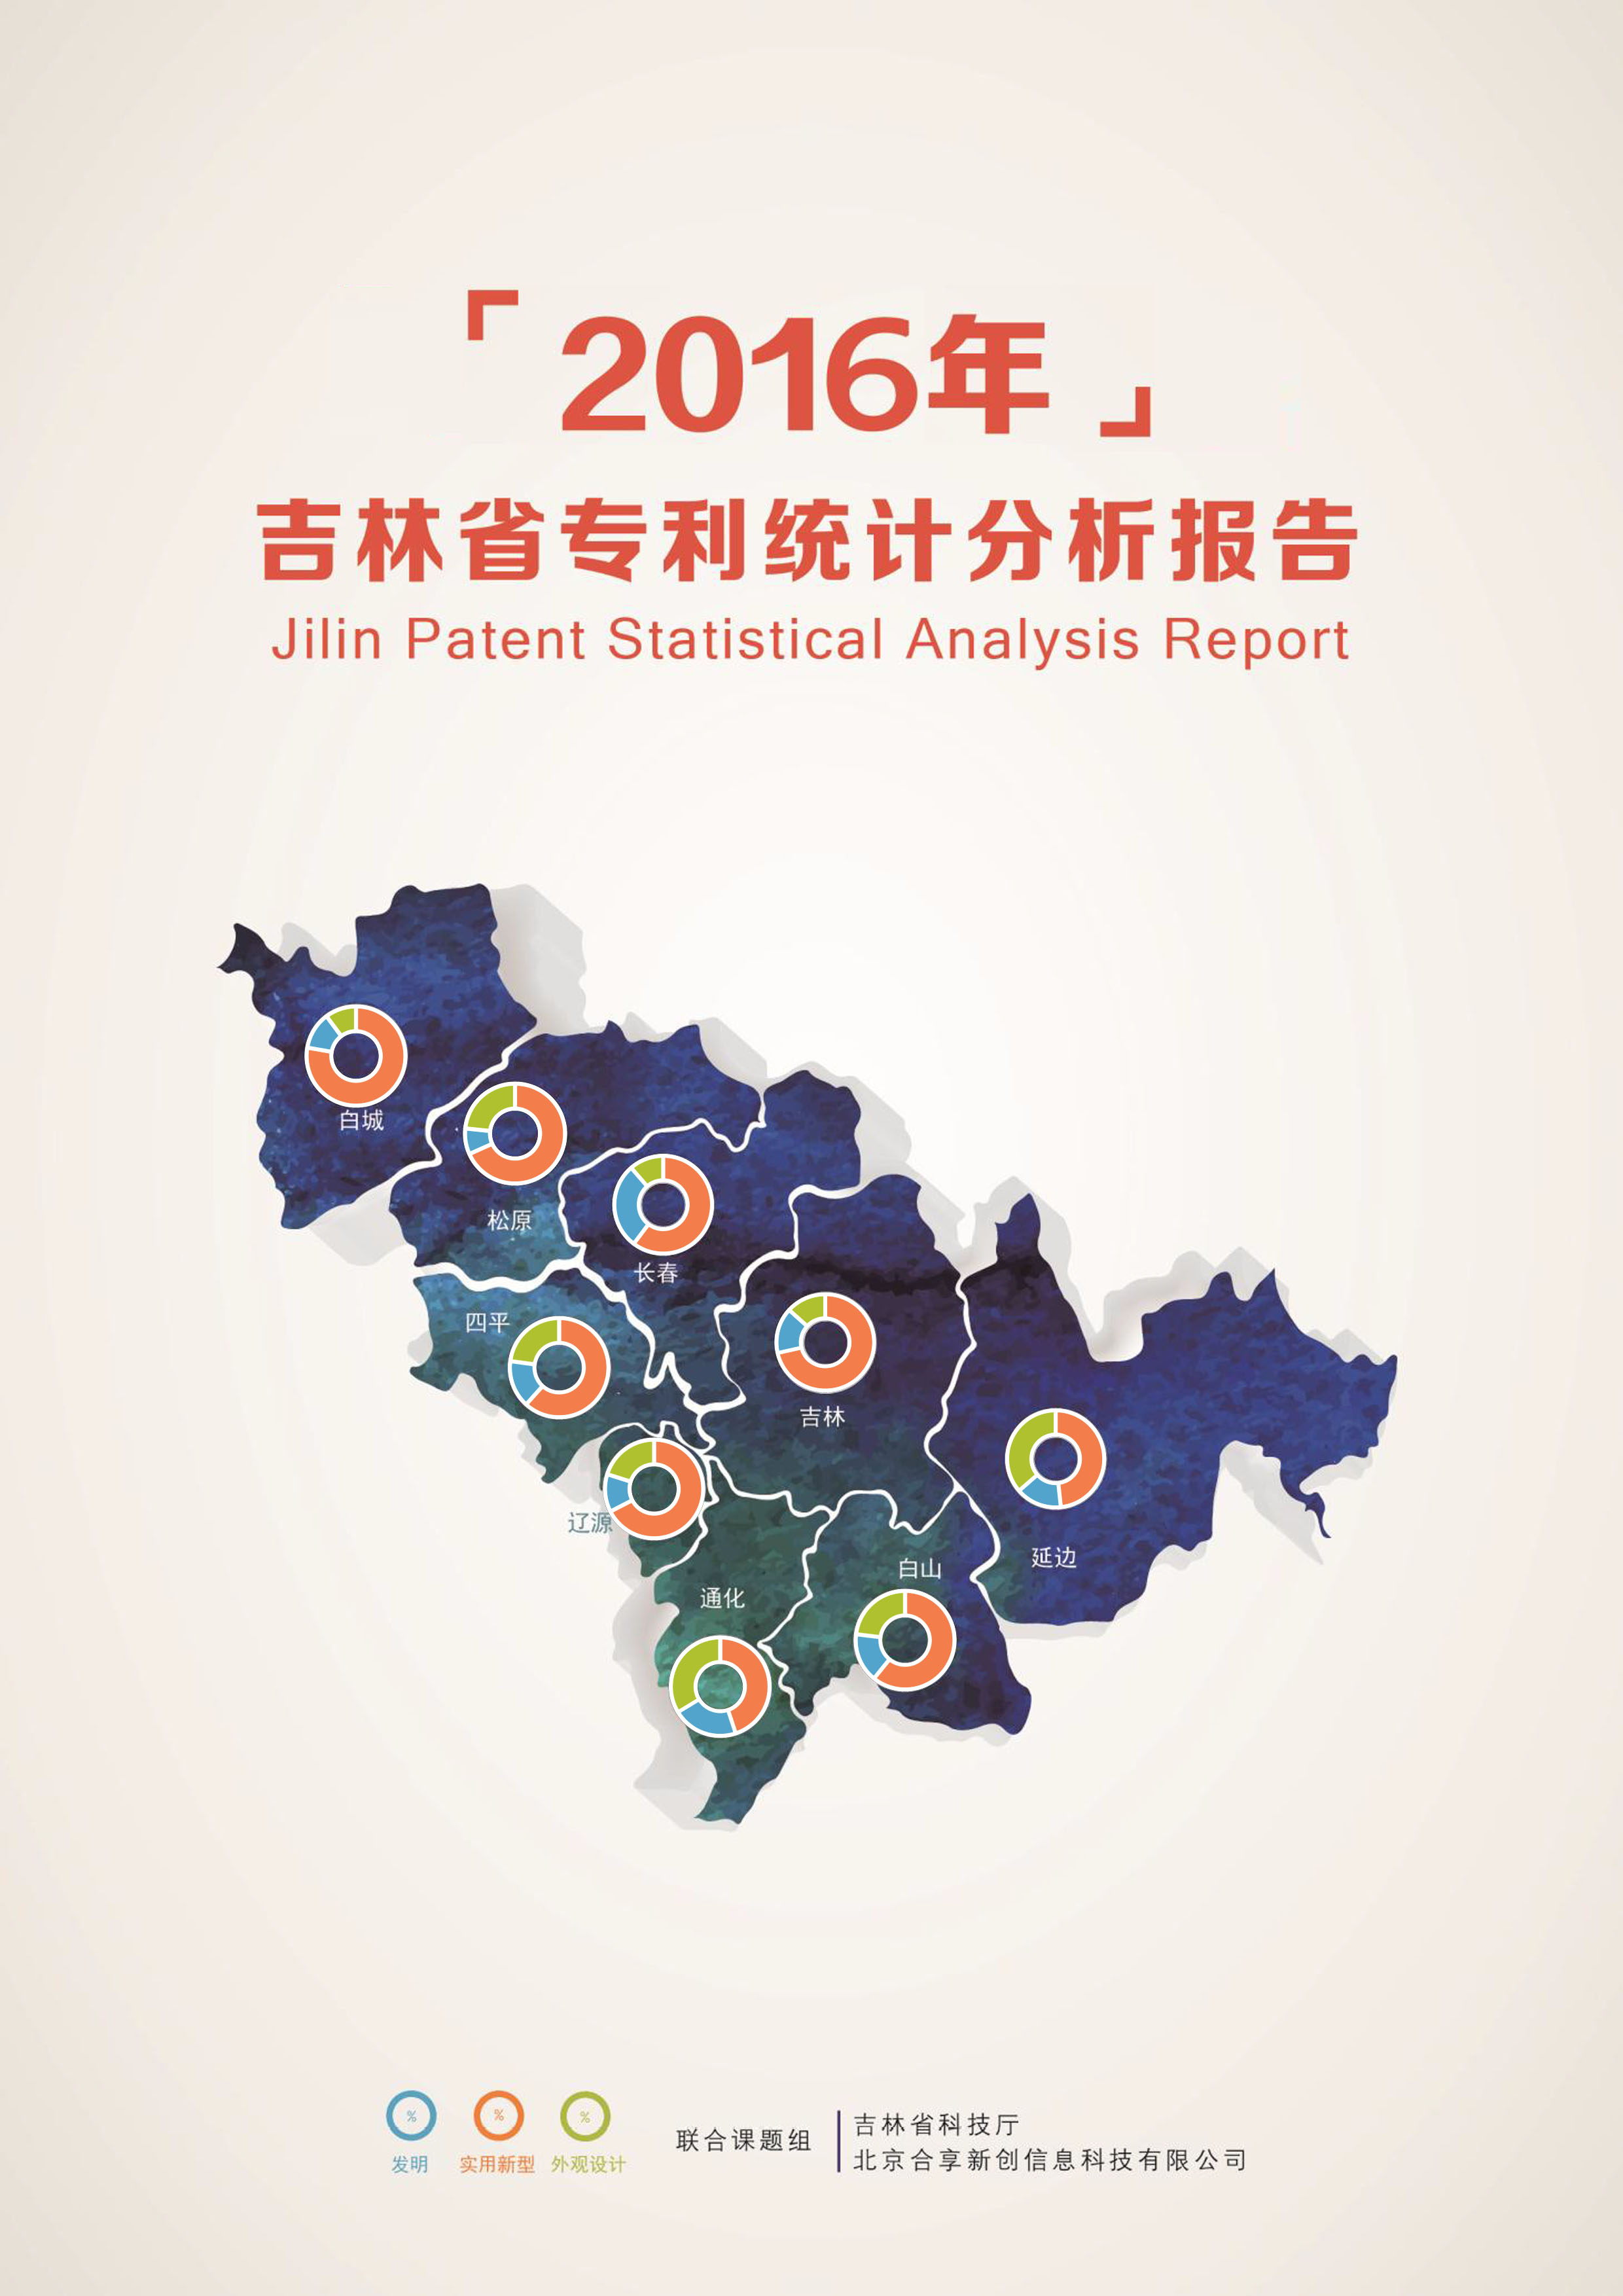 「2016年」
吉林省专利统计分析报告
Jilin Patent Statistical Analysis Report
白城
松原
长春
四平
吉林
辽源
延边
白山
通化
% % %
发明 实用新型 外观设计
联合课题组
吉林省科技厅
北京合享新创信息科技有限公司